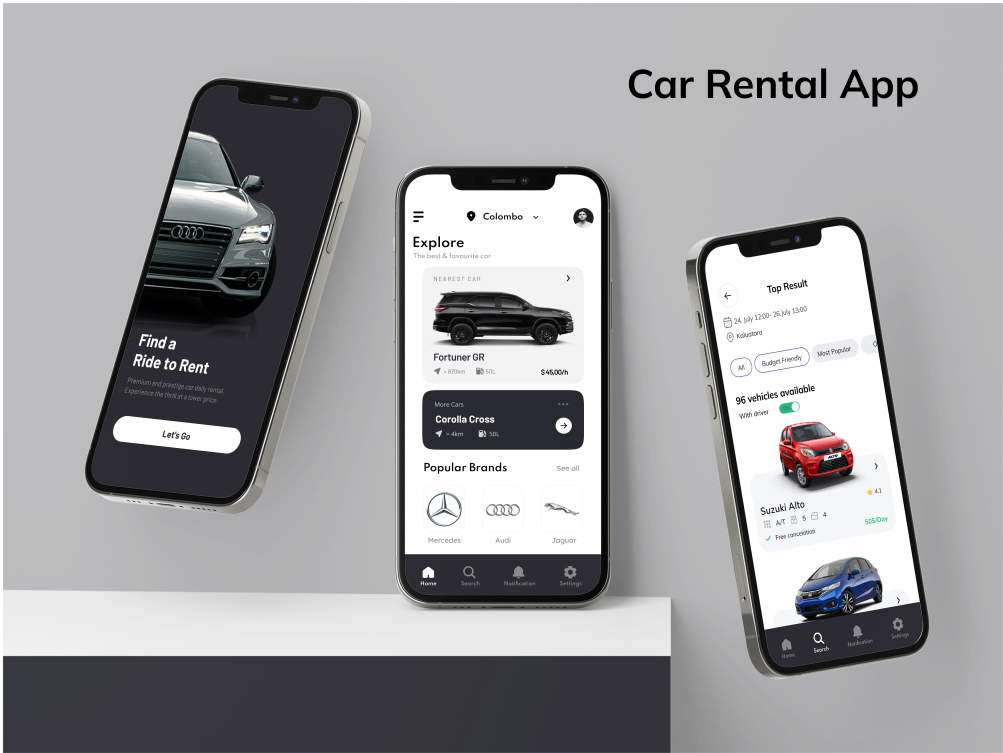 Car Rental App
Find a
Ride to Rent
Premium and prestige car daily rental.
Experience the thrill at a lower price
Let's Go
Colombo
Explore
The best & favourite car
NEAREST CAR
Fortuner GR
> 870km
50L
$ 45,00/h
More Cars
Corolla Cross
> 4km
50L
Popular Brands
See all
Mercedes
Audi
Jaguar
Home
Search
Notification
Settings
Top Result
24, July 12:00- 26,July 13:00
Kaluatara
All
Budget Friendly
Most Popular
96 vehicles available
With driver
ALTO
Suzuki Alto
4.1
A/T
5
4
Free cancelation
50$/Day
Home
Search
Notification
Settings